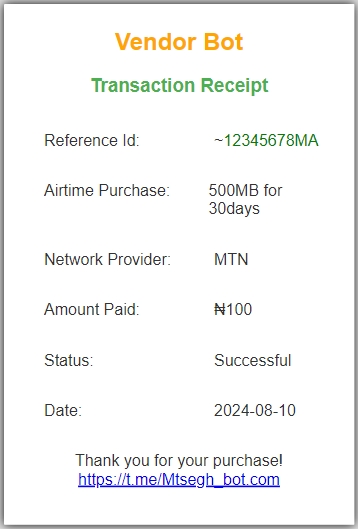 Vendor Bot
Transaction Receipt
Reference Id: ~12345678MA
Airtime Purchase: 500MB for
30days
Network Provider: MTN
Amount Paid: ₦100
Status: Successful
Date: 2024-08-10
Thank you for your purchase!
https://t.me/Mtsegh_bot.com